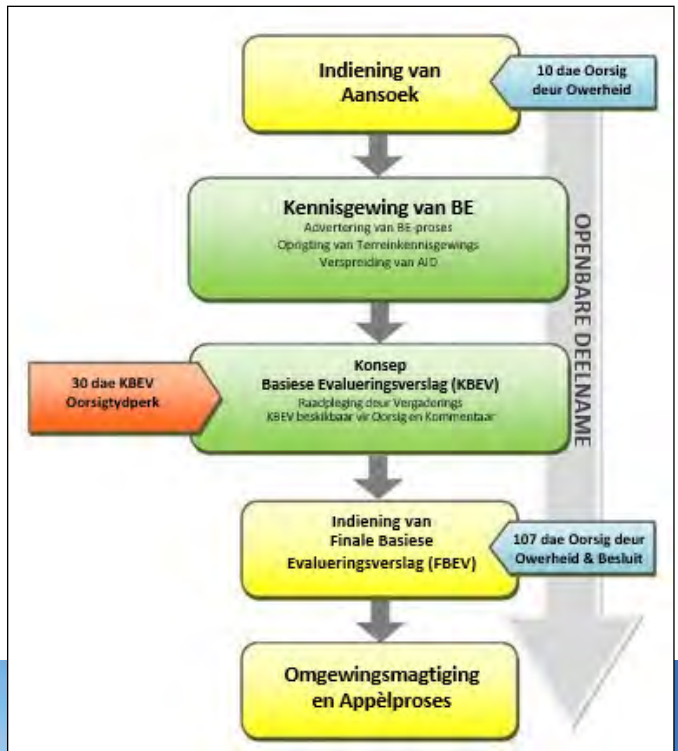 Indiening van
Aansoek
10 dae Oorsig
deur Owerheid
Kennisgewing van BE
Advertering van BE-proses
Oprigting van Terreinkennisgewings
Verspreiding van AID
OPENBARE DEELNAME
30 dae KBEV
Oorsigtydperk
Konsep
Basiese Evalueringsverslag (KBEV)
Raadpleging deur Vergaderings
KBEV beskikbaar vir Oorsig en Kommentaar
Indiening van
Finale Basiese
Evalueringsverslag (FBEV)
107 dae Oorsig deur
Owerheid & Besluit
Omgewingsmagtiging
en Appèlproses